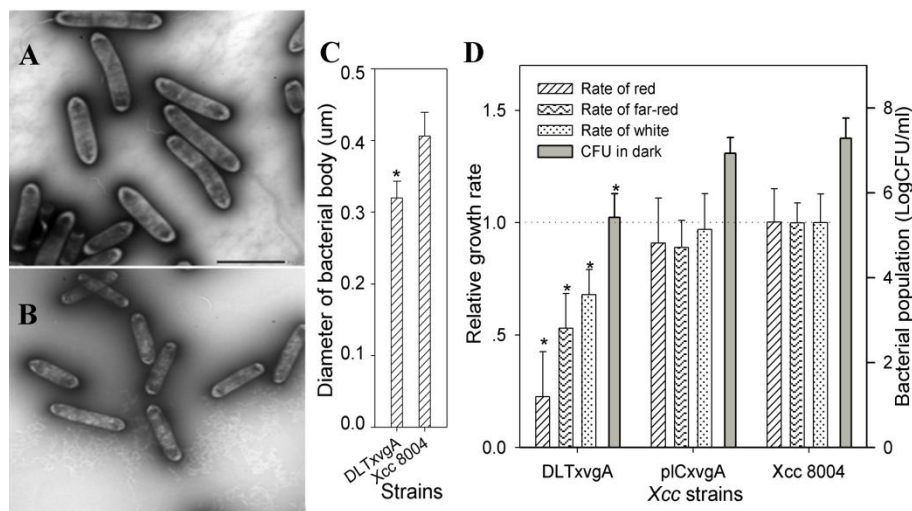 A
B
C
Diameter of bacterial body (um)
0.5
0.4
0.3
0.2
0.1
0.0
*
DLTxvgA
Xcc 8004
Strains
D
Relative growth rate
1.5
1.0
.5
0.0
Rate of red
Rate of far-red
Rate of white
CFU in dark
* * * *
8
6
4
2
0
Bacterial population (LogCFU/ml)
DLTxvgA plCxvgA Xcc 8004
Xcc strains